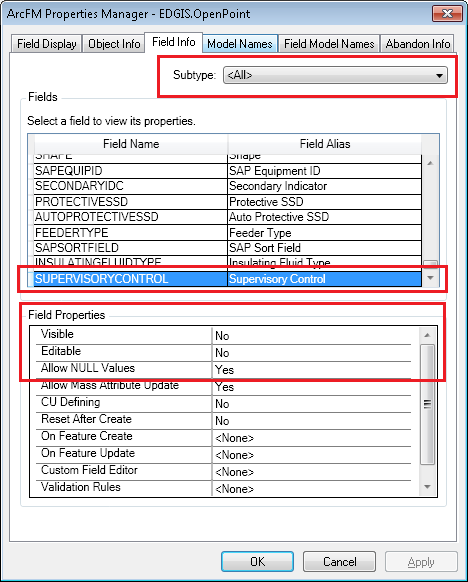 ArcFM Properties Manager - EDGIS.OpenPoint
Field Display Object Info Field Info Model Names Field Model Names Abandon Info
Subtype: <All>
Fields
Select a field to view its properties.
Field Name Field Alias
SHAPE Shape
SAPEQUIPID SAP Equipment ID
SECONDARYIDC Secondary Indicator
PROTECTIVESSD Protective SSD
AUTOPROTECTIVESSD Auto Protective SSD
FEEDERTYPE Feeder Type
SAPSORTFIELD SAP Sort Field
INSULATINGFLUIDTYPE Insulating Fluid Type
SUPERVISORYCONTROL Supervisory Control
Field Properties
Visible No
Editable No
Allow NULL Values Yes
Allow Mass Attribute Update Yes
CU Defining No
Reset After Create No
On Feature Create <None>
On Feature Update <None>
Custom Field Editor <None>
Validation Rules <None>
OK Cancel Apply